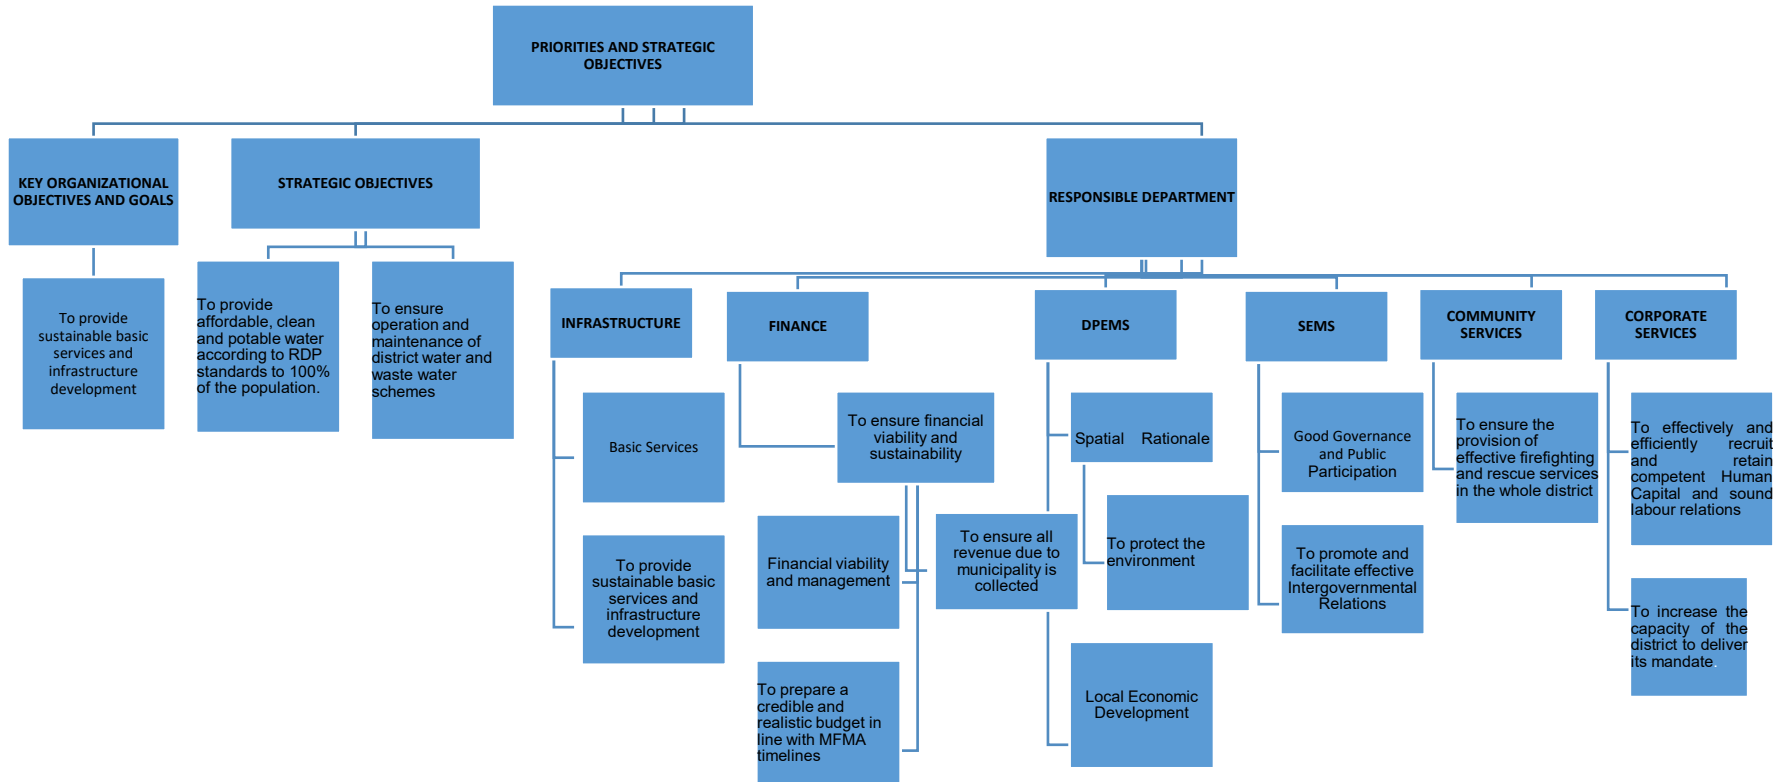 PRIORITIES AND STRATEGIC
OBJECTIVES
KEY ORGANIZATIONAL
OBJECTIVES AND GOALS
STRATEGIC OBJECTIVES
RESPONSIBLE DEPARTMENT
To provide
sustainable basic
services and
infrastructure
development
To provide
affordable, clean
and potable water
according to RDP
standards to 100%
of the population.
To ensure
operation and
maintenance of
district water and
waste water
schemes
INFRASTRUCTURE
FINANCE
DPEMS
SEMS
COMMUNITY
SERVICES
CORPORATE
SERVICES
Basic Services
To provide
sustainable basic
services and
infrastructure
development
To ensure financial
viability and
sustainability
Financial viability
and management
To ensure all
revenue due to
municipality is
collected
To prepare a
credible and
realistic budget in
line with MFMA
timelines
Spatial Rationale
To protect the
environment
Local Economic
Development
Good Governance
and Public
Participation
To promote and
facilitate effective
Intergovernmental
Relations
To ensure the
provision of
effective firefighting
and rescue services
in the whole district
To effectively and
efficiently recruit
and retain
competent Human
Capital and sound
labour relations
To increase the
capacity of the
district to deliver
its mandate.